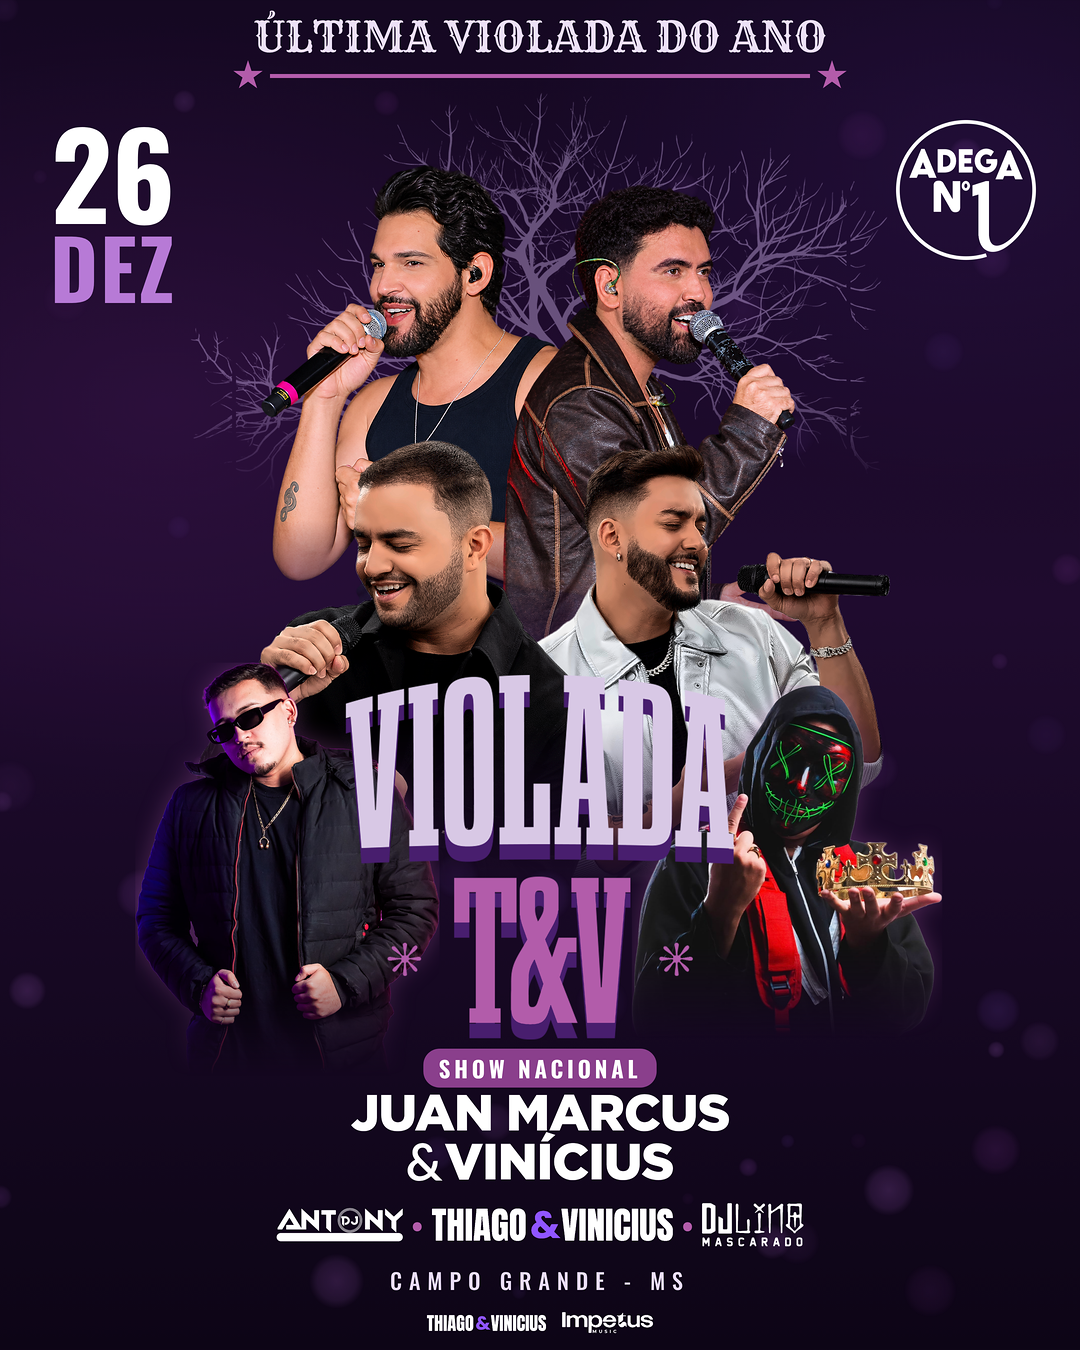 ÚLTIMA VIOLADA DO ANO
26
DEZ
ADEGA
Nº1
VIOLADA
T&V
SHOW NACIONAL
JUAN MARCUS
& VINÍCIUS
ANTONY DJ • THIAGO & VINICIUS • DJ LINO
MASCARADO
CAMPO GRANDE - MS
THIAGO & VINICIUS Impetus
MUSIC